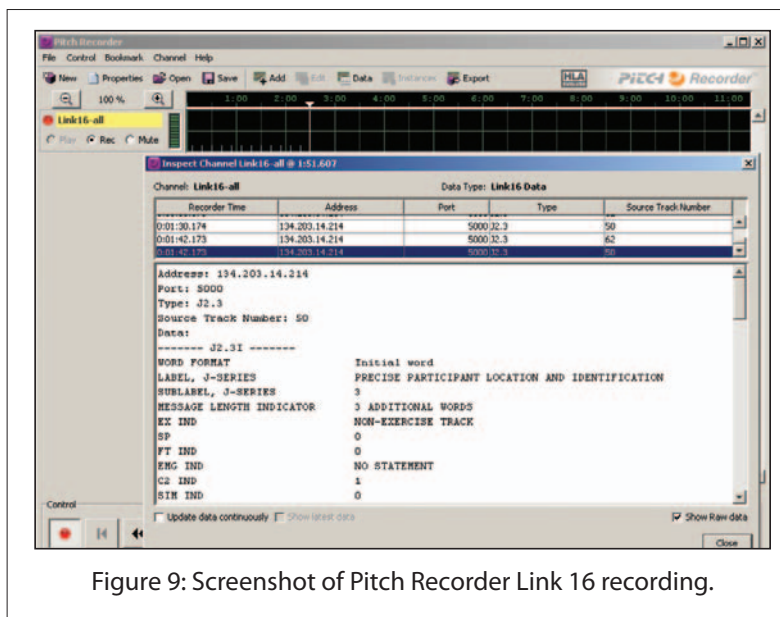 Pitch Recorder
File Control Bookmark Channel Help
New Properties Open Save Add Edit Data Instances Export HLA PITCH Recorder
100 % 1:00 2:00 3:00 4:00 5:00 6:00 7:00 8:00 9:00 10:00 11:00
Link16-all
Play Rec Mute
Inspect Channel Link16-all @ 1:51.607
Channel: Link16-all Data Type: Link16 Data
Recorder Time Address Port Type Source Track Number
0:01:30.174 134.203.14.214 5000 J2.3 50
0:01:42.173 134.203.14.214 5000 J2.3 62
0:01:42.173 134.203.14.214 5000 J2.3 50
Address: 134.203.14.214
Port: 5000
Type: J2.3
Source Track Number: 50
Data:
------- J2.3I -------
WORD FORMAT Initial word
LABEL, J-SERIES PRECISE PARTICIPANT LOCATION AND IDENTIFICATION
SUBLABEL, J-SERIES 3
MESSAGE LENGTH INDICATOR 3 ADDITIONAL WORDS
EX IND NON-EXERCISE TRACK
SP 0
FT IND 0
EMG IND NO STATEMENT
C2 IND 1
SIM IND 0
Control
Update data continuously Show latest data Show Raw data
Close
Figure 9: Screenshot of Pitch Recorder Link 16 recording.